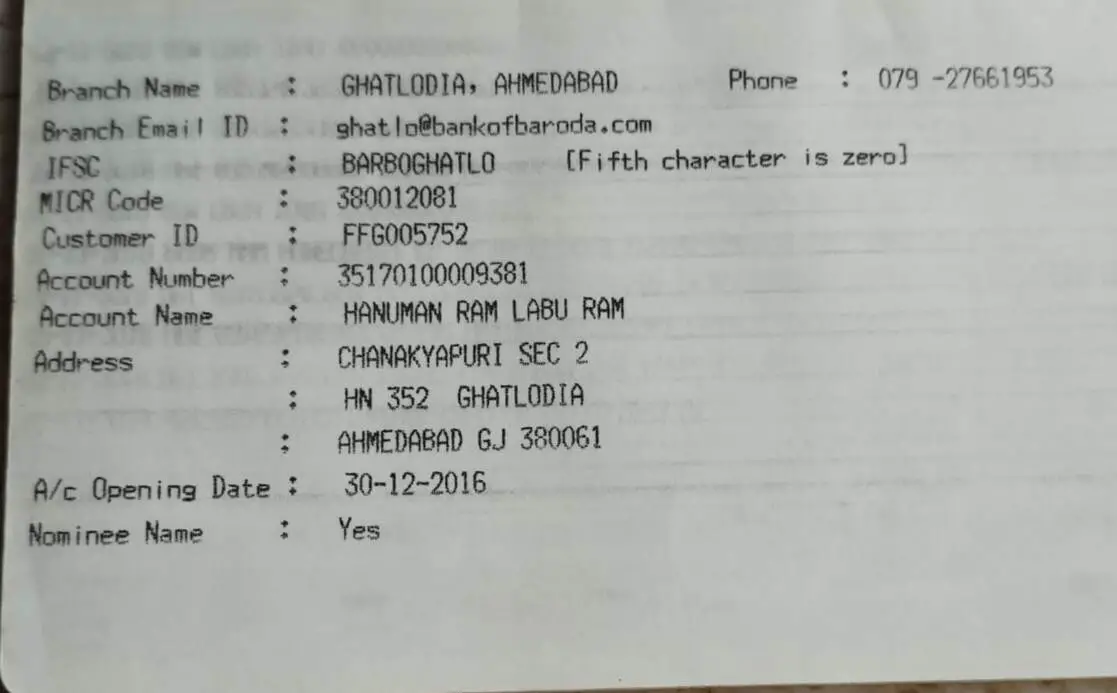 Branch Name : GHATLODIA, AHMEDABAD Phone : 079 -27661953
Branch Email ID : ghatlo@bankofbaroda.com
IFSC : BARB0GHATLO [Fifth character is zero]
MICR Code : 380012081
Customer ID : FFG005752
Account Number : 35170100009381
Account Name : HANUMAN RAM LABU RAM
Address : CHANAKYAPURI SEC 2
: HN 352 GHATLODIA
: AHMEDABAD GJ 380061
A/c Opening Date : 30-12-2016
Nominee Name : Yes